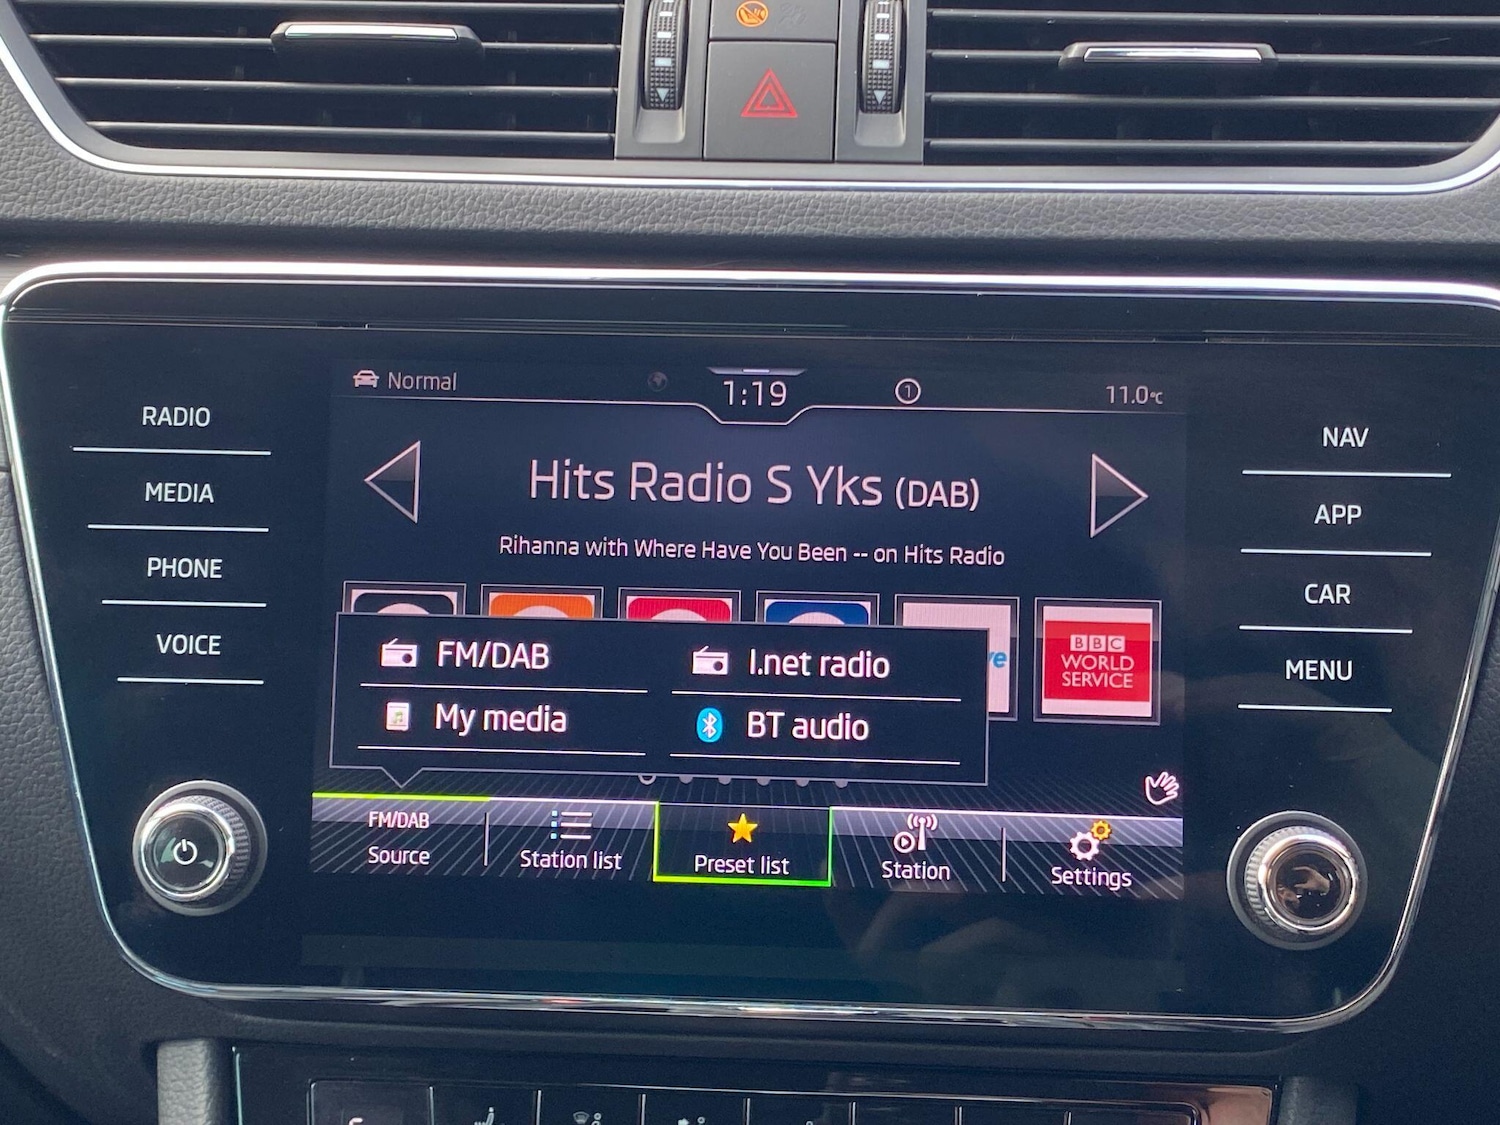 Normal
1:19
1
11.0°C
RADIO
MEDIA
PHONE
VOICE
Hits Radio S Yks (DAB)
Rihanna with Where Have You Been -- on Hits Radio
BBC
WORLD
SERVICE
FM/DAB
I.net radio
My media
BT audio
FM/DAB
Source
Station list
Preset list
Station
Settings
NAV
APP
CAR
MENU